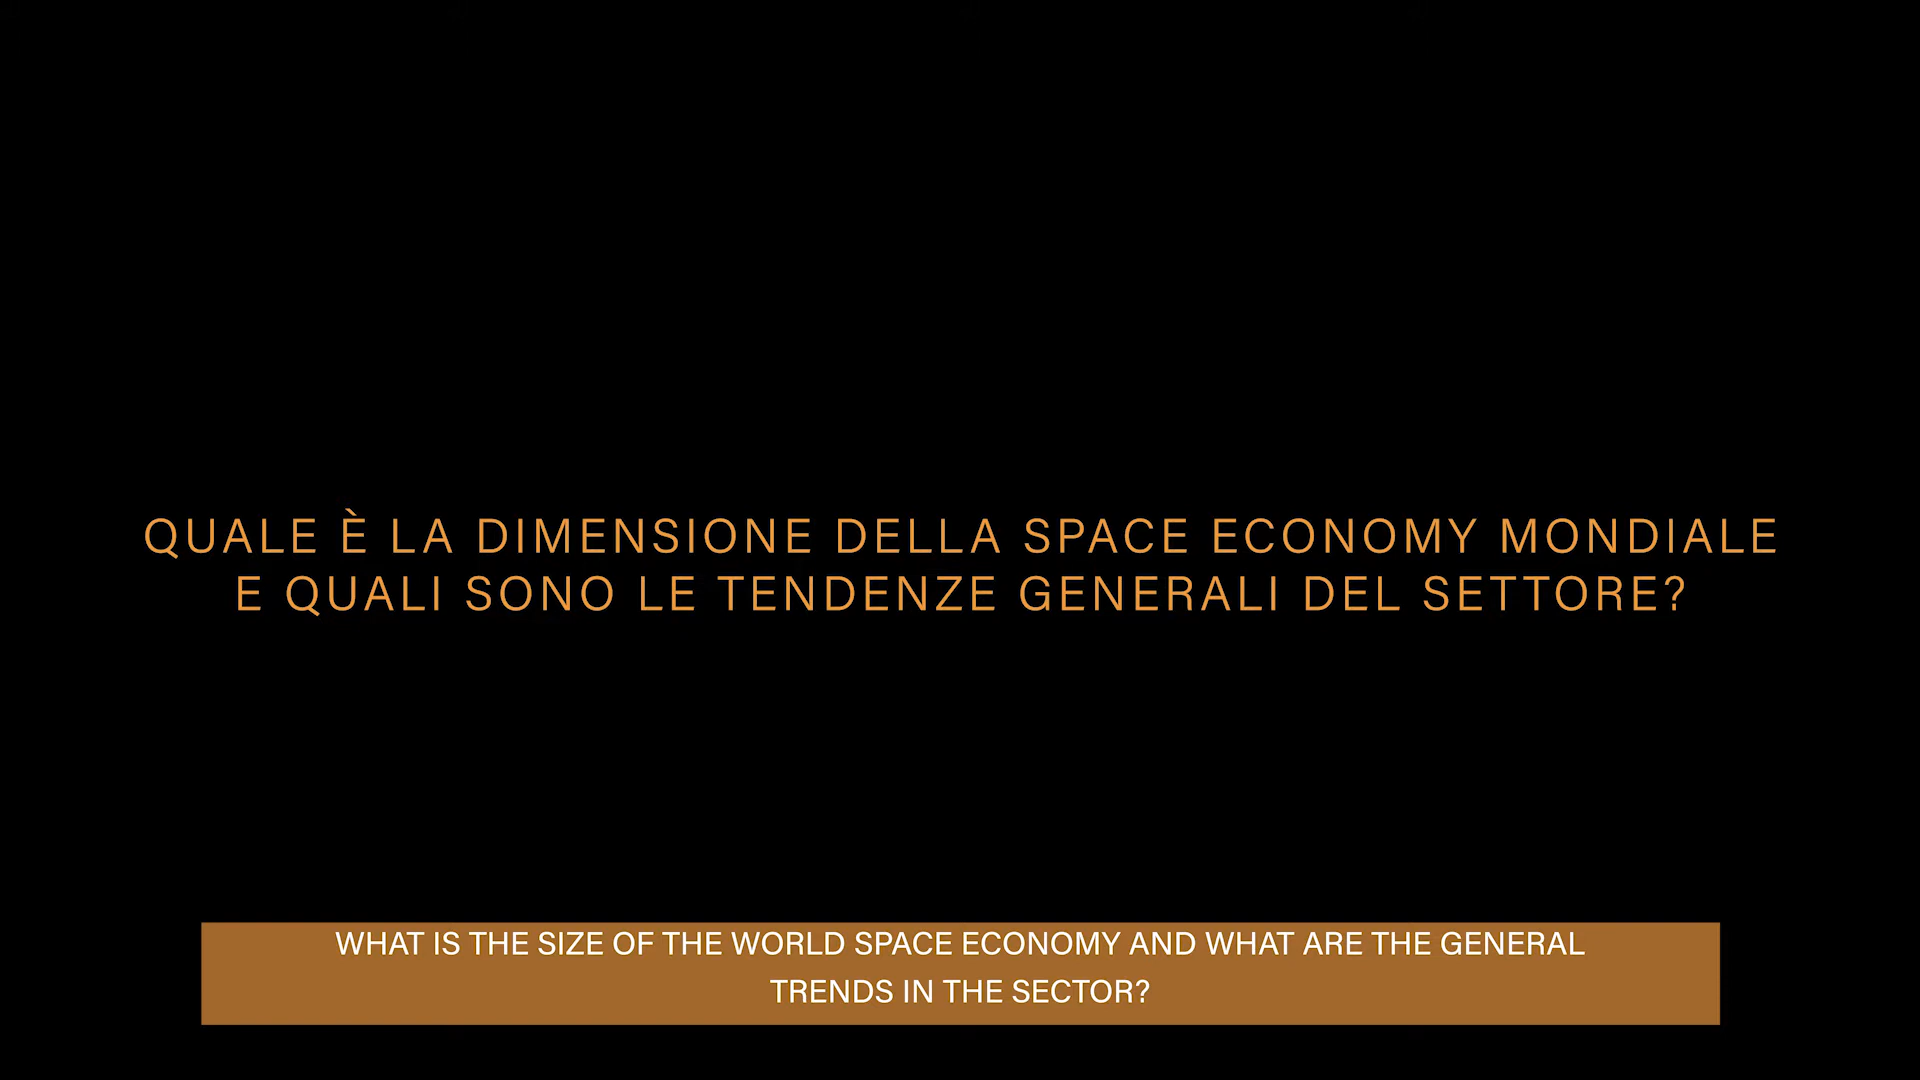 QUALE È LA DIMENSIONE DELLA SPACE ECONOMY MONDIALE
E QUALI SONO LE TENDENZE GENERALI DEL SETTORE?
WHAT IS THE SIZE OF THE WORLD SPACE ECONOMY AND WHAT ARE THE GENERAL
TRENDS IN THE SECTOR?